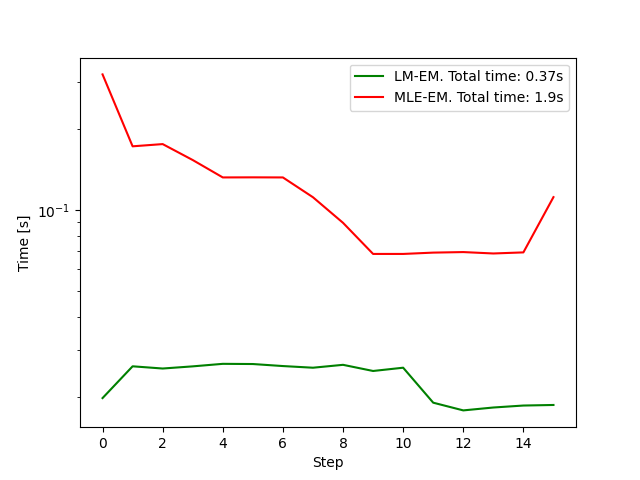 LM-EM. Total time: 0.37s
MLE-EM. Total time: 1.9s
Time [s]
10⁻¹
0 2 4 6 8 10 12 14
Step